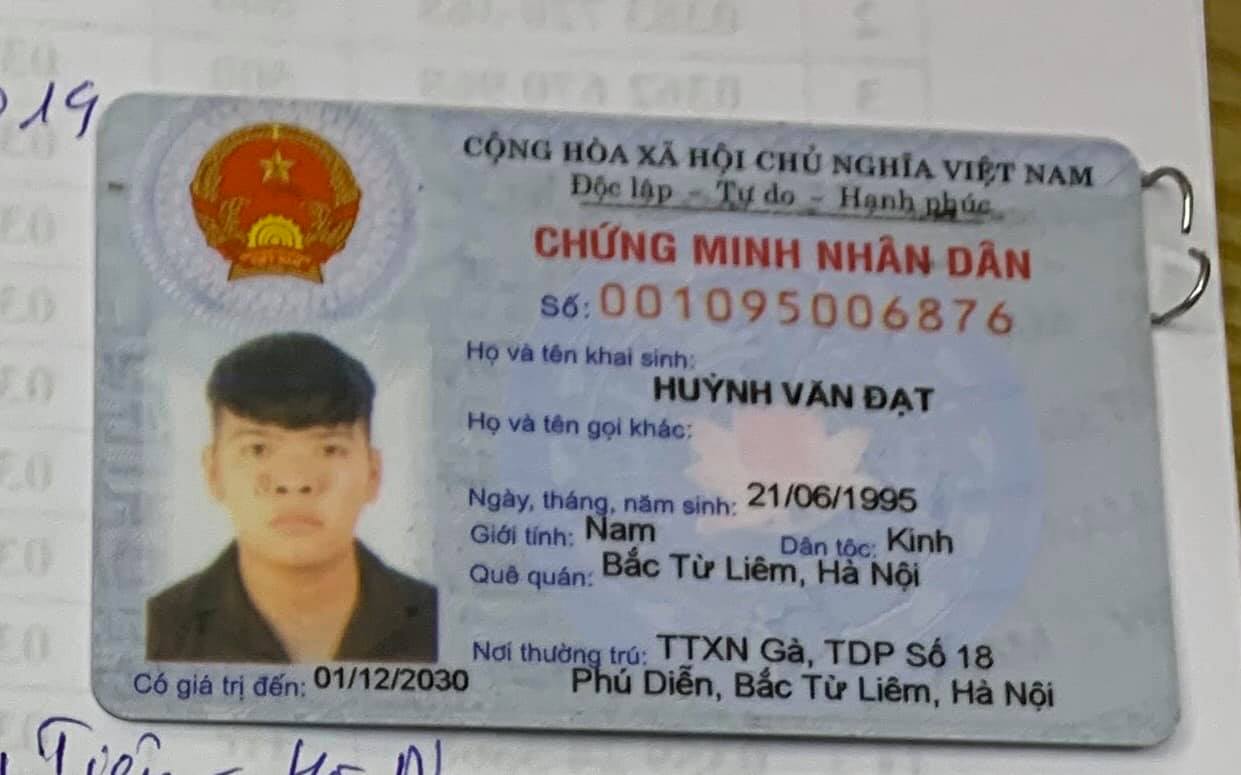 19
CỘNG HÒA XÃ HỘI CHỦ NGHĨA VIỆT NAM
Độc lập - Tự do - Hạnh phúc
CHỨNG MINH NHÂN DÂN
Số: 001095006876
Họ và tên khai sinh:
HUỲNH VĂN ĐẠT
Họ và tên gọi khác:
Ngày, tháng, năm sinh: 21/06/1995
Giới tính: Nam Dân tộc: Kinh
Quê quán: Bắc Từ Liêm, Hà Nội
Nơi thường trú: TTXN Gà, TDP Số 18
Phú Diễn, Bắc Từ Liêm, Hà Nội
Có giá trị đến: 01/12/2030